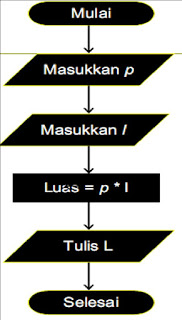 Mulai
Masukkan p
Masukkan l
Luas = p * l
Tulis L
Selesai